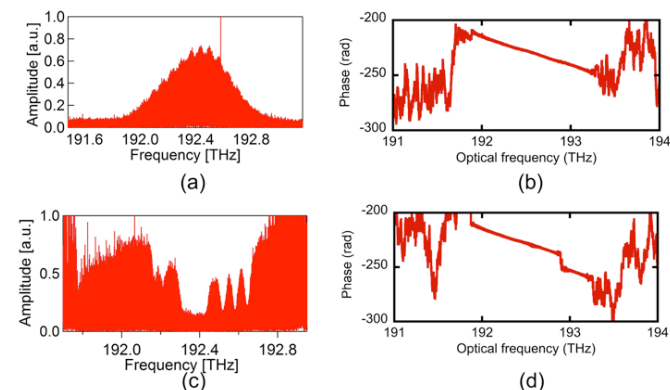 1.0
0.8
0.6
0.4
0.2
0.0
Amplitude [a.u.]
191.6 192.0 192.4 192.8
Frequency [THz]
(a)
-200
-250
-300
Phase (rad)
191 192 193 194
Optical frequency (THz)
(b)
1.0
0.5
0.0
Amplitude [a.u.]
192.0 192.4 192.8
Frequency [THz]
(c)
-200
-250
-300
Phase (rad)
191 192 193 194
Optical frequency (THz)
(d)